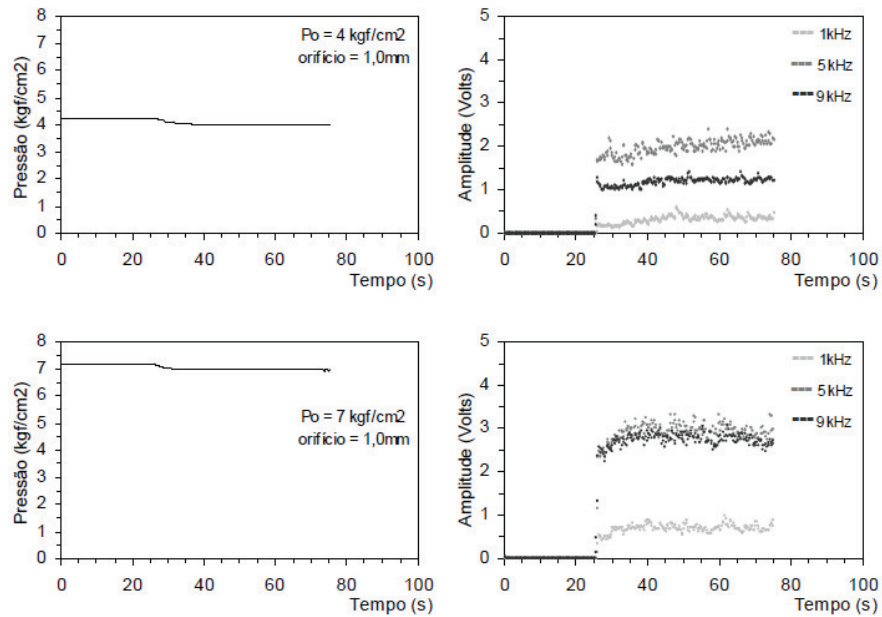 8
7
6
5
4
3
2
1
0
Pressão (kgf/cm2)
Po = 4 kgf/cm2
orifício = 1,0mm
0 20 40 60 80 100
Tempo (s)
5
4
3
2
1
0
Amplitude (Volts)
1kHz
5kHz
9kHz
0 20 40 60 80 100
Tempo (s)
8
7
6
5
4
3
2
1
0
Pressão (kgf/cm2)
Po = 7 kgf/cm2
orifício = 1,0mm
0 20 40 60 80 100
Tempo (s)
5
4
3
2
1
0
Amplitude (Volts)
1kHz
5kHz
9kHz
0 20 40 60 80 100
Tempo (s)